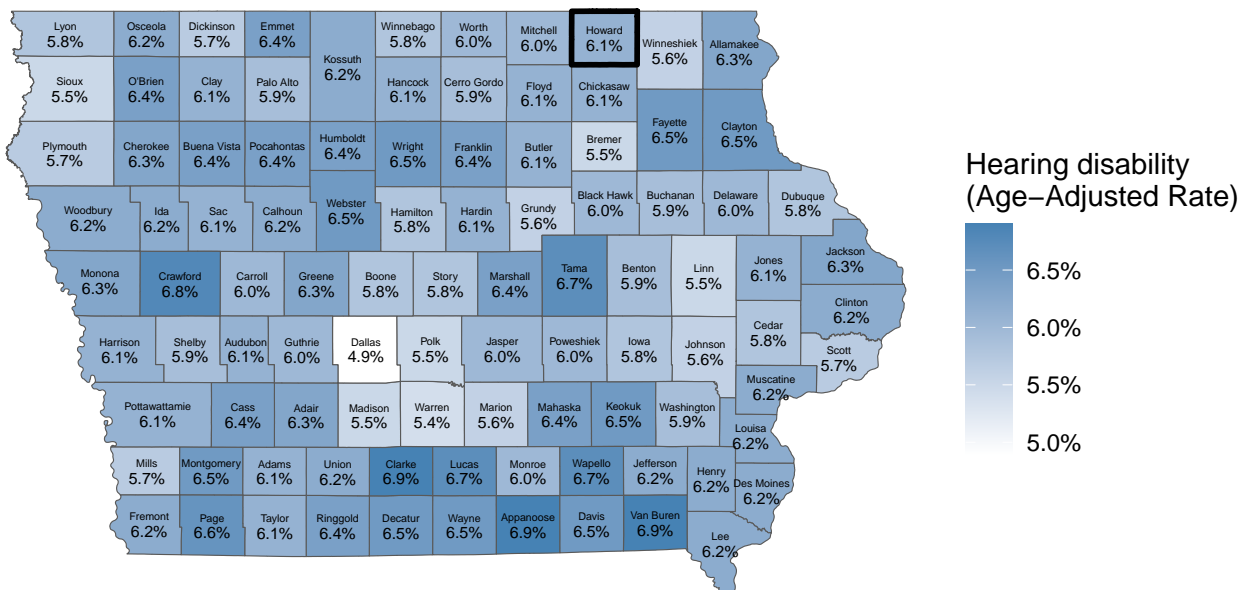 Lyon
5.8%
Osceola
6.2%
Dickinson
5.7%
Emmet
6.4%
Kossuth
6.2%
Winnebago
5.8%
Worth
6.0%
Mitchell
6.0%
Howard
6.1%
Winneshiek
5.6%
Allamakee
6.3%
Sioux
5.5%
O'Brien
6.4%
Clay
6.1%
Palo Alto
5.9%
Hancock
6.1%
Cerro Gordo
5.9%
Floyd
6.1%
Chickasaw
6.1%
Fayette
6.5%
Clayton
6.5%
Plymouth
5.7%
Cherokee
6.3%
Buena Vista
6.4%
Pocahontas
6.4%
Humboldt
6.4%
Wright
6.5%
Franklin
6.4%
Butler
6.1%
Bremer
5.5%
Woodbury
6.2%
Ida
6.2%
Sac
6.1%
Calhoun
6.2%
Webster
6.5%
Hamilton
5.8%
Hardin
6.1%
Grundy
5.6%
Black Hawk
6.0%
Buchanan
5.9%
Delaware
6.0%
Dubuque
5.8%
Monona
6.3%
Crawford
6.8%
Carroll
6.0%
Greene
6.3%
Boone
5.8%
Story
5.8%
Marshall
6.4%
Tama
6.7%
Benton
5.9%
Linn
5.5%
Jones
6.1%
Jackson
6.3%
Clinton
6.2%
Harrison
6.1%
Shelby
5.9%
Audubon
6.1%
Guthrie
6.0%
Dallas
4.9%
Polk
5.5%
Jasper
6.0%
Poweshiek
6.0%
Iowa
5.8%
Johnson
5.6%
Cedar
5.8%
Scott
5.7%
Muscatine
6.2%
Pottawattamie
6.1%
Cass
6.4%
Adair
6.3%
Madison
5.5%
Warren
5.4%
Marion
5.6%
Mahaska
6.4%
Keokuk
6.5%
Washington
5.9%
Louisa
6.2%
Mills
5.7%
Montgomery
6.5%
Adams
6.1%
Union
6.2%
Clarke
6.9%
Lucas
6.7%
Monroe
6.0%
Wapello
6.7%
Jefferson
6.2%
Henry
6.2%
Des Moines
6.2%
Fremont
6.2%
Page
6.6%
Taylor
6.1%
Ringgold
6.4%
Decatur
6.5%
Wayne
6.5%
Appanoose
6.9%
Davis
6.5%
Van Buren
6.9%
Lee
6.2%
Hearing disability
(Age−Adjusted Rate)
6.5%
6.0%
5.5%
5.0%